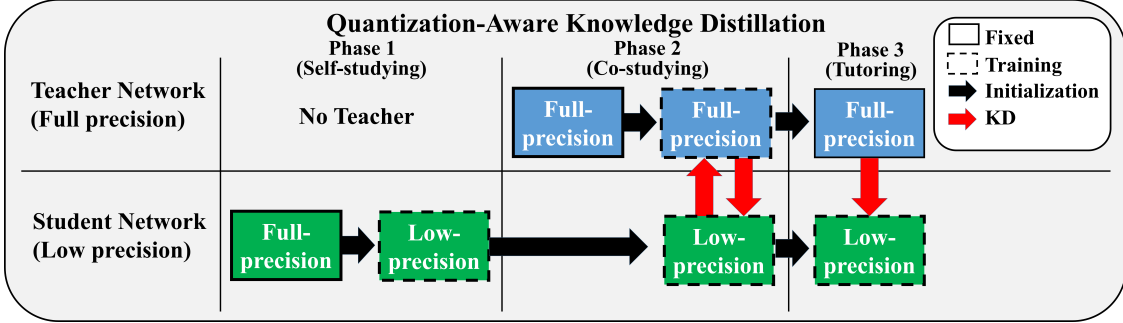 Quantization-Aware Knowledge Distillation
Phase 1
(Self-studying)
Phase 2
(Co-studying)
Phase 3
(Tutoring)
Fixed
Training
Initialization
KD
Teacher Network
(Full precision)
No Teacher
Full-
precision
Full-
precision
Full-
precision
Student Network
(Low precision)
Full-
precision
Low-
precision
Low-
precision
Low-
precision